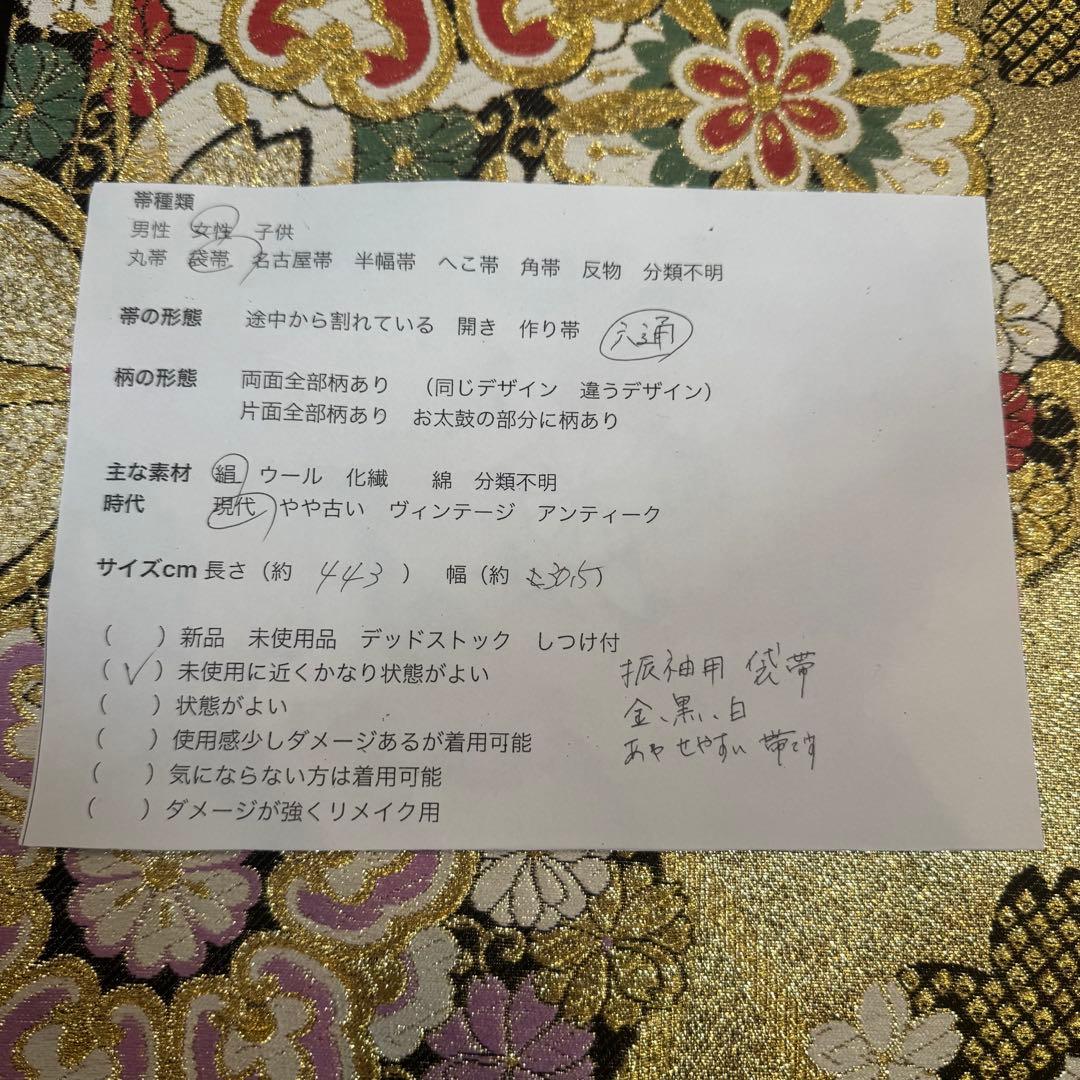 帯種類
男性 女性 子供
丸帯 袋帯 名古屋帯 半幅帯 へこ帯 角帯 反物 分類不明
帯の形態 途中から割れている 開き 作り帯 六通
柄の形態 両面全部柄あり （同じデザイン 違うデザイン）
片面全部柄あり お太鼓の部分に柄あり
主な素材 絹 ウール 化繊 綿 分類不明
時代 現代 やや古い ヴィンテージ アンティーク
サイズcm 長さ（約 443 ） 幅（約 30,5）
（ ）新品 未使用品 デッドストック しつけ付
（✓）未使用に近くかなり状態がよい
（ ）状態がよい
（ ）使用感少しダメージあるが着用可能
（ ）気にならない方は着用可能
（ ）ダメージが強くリメイク用
振袖用 袋帯
金、黒、白
あわせやすい帯です